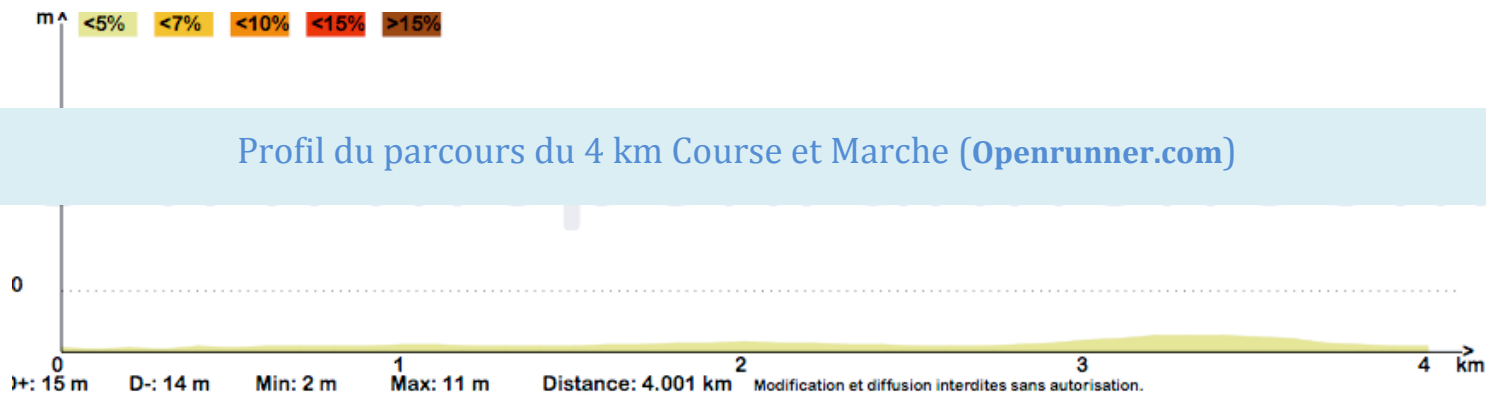 m
<5% <7% <10% <15% >15%
Profil du parcours du 4 km Course et Marche (Openrunner.com)
0
0 1 2 3 4 km
)+: 15 m D-: 14 m Min: 2 m Max: 11 m Distance: 4.001 km Modification et diffusion interdites sans autorisation.